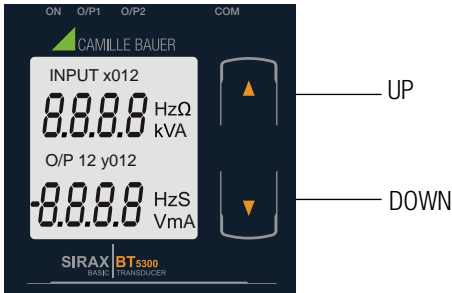 ON O/P1 O/P2 COM
CAMILLE BAUER
INPUT x012
8.8.8.8 HzΩ
kVA
UP
O/P 12 y012
-8.8.8.8 HzS
VmA
DOWN
SIRAX BT5300
BASIC TRANSDUCER